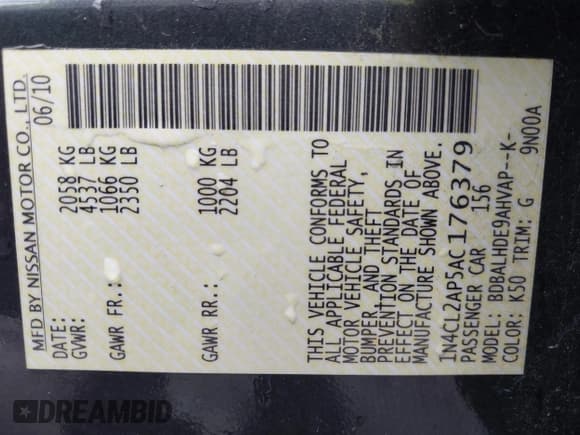 MFD BY NISSAN MOTOR CO., LTD.
DATE: 06/10
GVWR: 2058 KG
4537 LB
GAWR FR.: 1066 KG
2350 LB
GAWR RR.: 1000 KG
2204 LB
THIS VEHICLE CONFORMS TO
ALL APPLICABLE FEDERAL
MOTOR VEHICLE SAFETY,
BUMPER, AND THEFT
PREVENTION STANDARDS IN
EFFECT ON THE DATE OF
MANUFACTURE SHOWN ABOVE.
1N4CL2AP5AC176379
PASSENGER CAR 156
MODEL: BDBALHDE9AHVAP--K-
COLOR: K50 TRIM: G 9N00A
DREAMBID